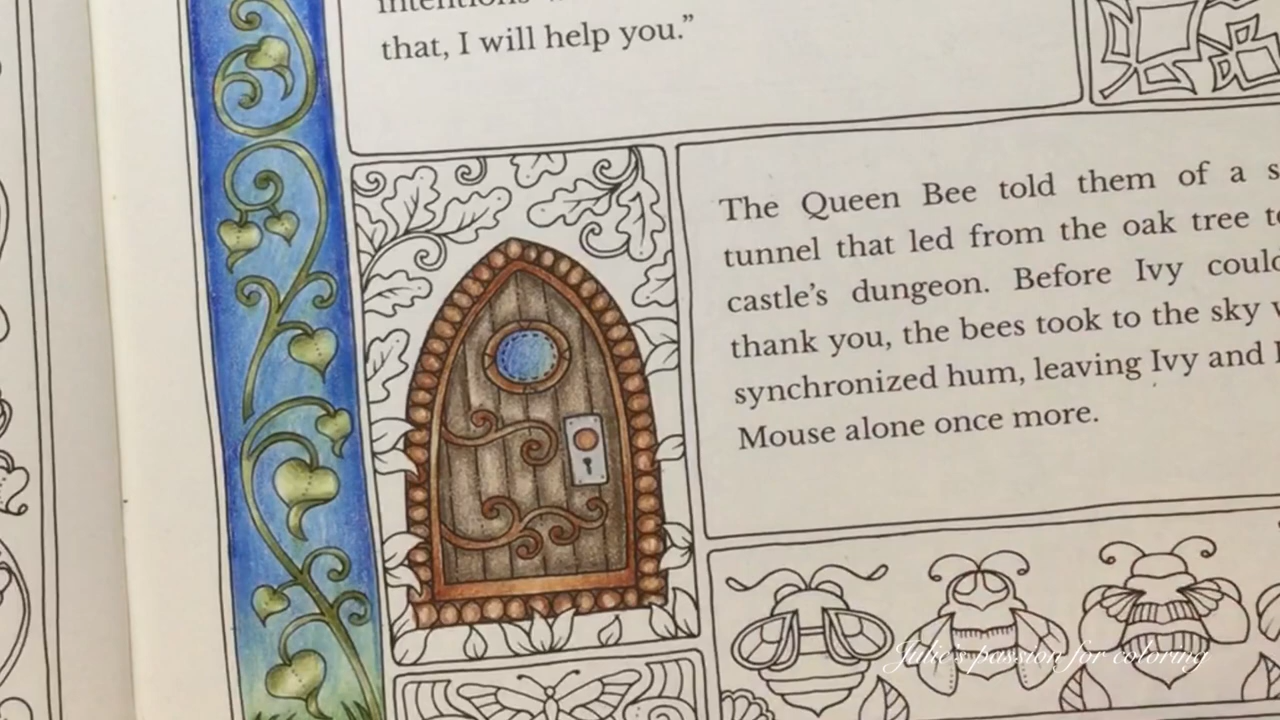 that, I will help you.”
The Queen Bee told them of a
tunnel that led from the oak tree
castle’s dungeon. Before Ivy
thank you, the bees took to the sky
synchronized hum, leaving Ivy and
Mouse alone once more.
Julie's passion for coloring